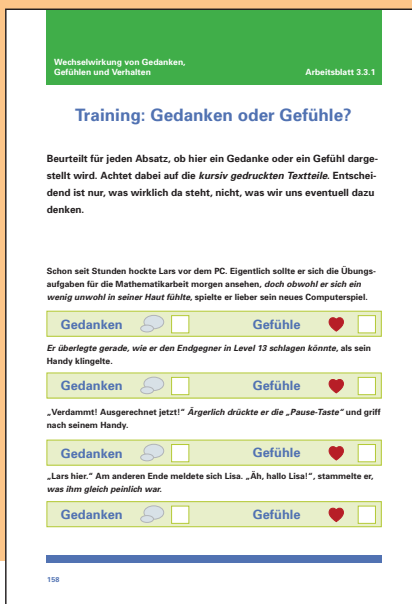 Wechselwirkung von Gedanken,
Gefühlen und Verhalten
Arbeitsblatt 3.3.1
Training: Gedanken oder Gefühle?
Beurteilt für jeden Absatz, ob hier ein Gedanke oder ein Gefühl darge-
stellt wird. Achtet dabei auf die kursiv gedruckten Textteile. Entschei-
dend ist nur, was wirklich da steht, nicht, was wir uns eventuell dazu
denken.
Schon seit Stunden hockte Lars vor dem PC. Eigentlich sollte er sich die Übungs-
aufgaben für die Mathematikarbeit morgen ansehen, doch obwohl er sich ein
wenig unwohl in seiner Haut fühlte, spielte er lieber sein neues Computerspiel.
Gedanken Gefühle
Er überlegte gerade, wie er den Endgegner in Level 13 schlagen könnte, als sein
Handy klingelte.
Gedanken Gefühle
„Verdammt! Ausgerechnet jetzt!“ Ärgerlich drückte er die „Pause-Taste“ und griff
nach seinem Handy.
Gedanken Gefühle
„Lars hier.“ Am anderen Ende meldete sich Lisa. „Äh, hallo Lisa!“, stammelte er,
was ihm gleich peinlich war.
Gedanken Gefühle
158